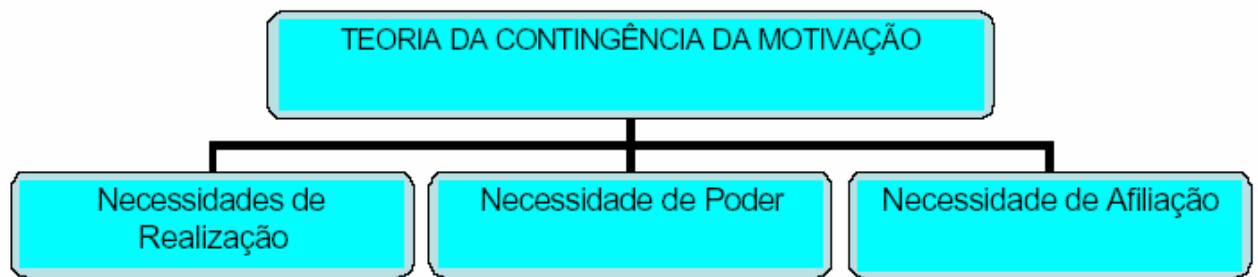 TEORIA DA CONTINGÊNCIA DA MOTIVAÇÃO
Necessidades de
Realização
Necessidade de Poder
Necessidade de Afiliação